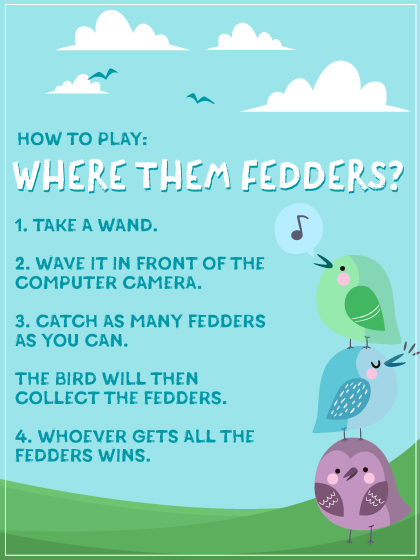 HOW TO PLAY:
WHERE THEM FEDDERS?
1. TAKE A WAND.
2. WAVE IT IN FRONT OF THE
COMPUTER CAMERA.
3. CATCH AS MANY FEDDERS
AS YOU CAN.
THE BIRD WILL THEN
COLLECT THE FEDDERS.
4. WHOEVER GETS ALL THE
FEDDERS WINS.